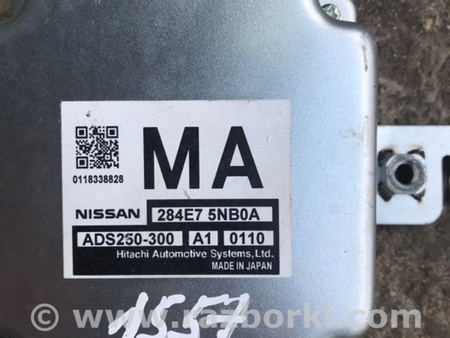 MA
0118338828
NISSAN 284E7 5NB0A
ADS250-300 A1 0110
Hitachi Automotive Systems,Ltd.
MADE IN JAPAN
1557
© www.razborki.com